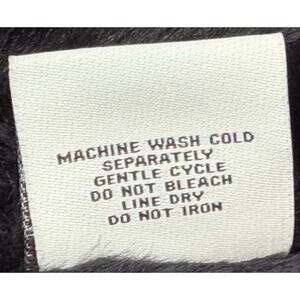 MACHINE WASH COLD
SEPARATELY
GENTLE CYCLE
DO NOT BLEACH
LINE DRY
DO NOT IRON